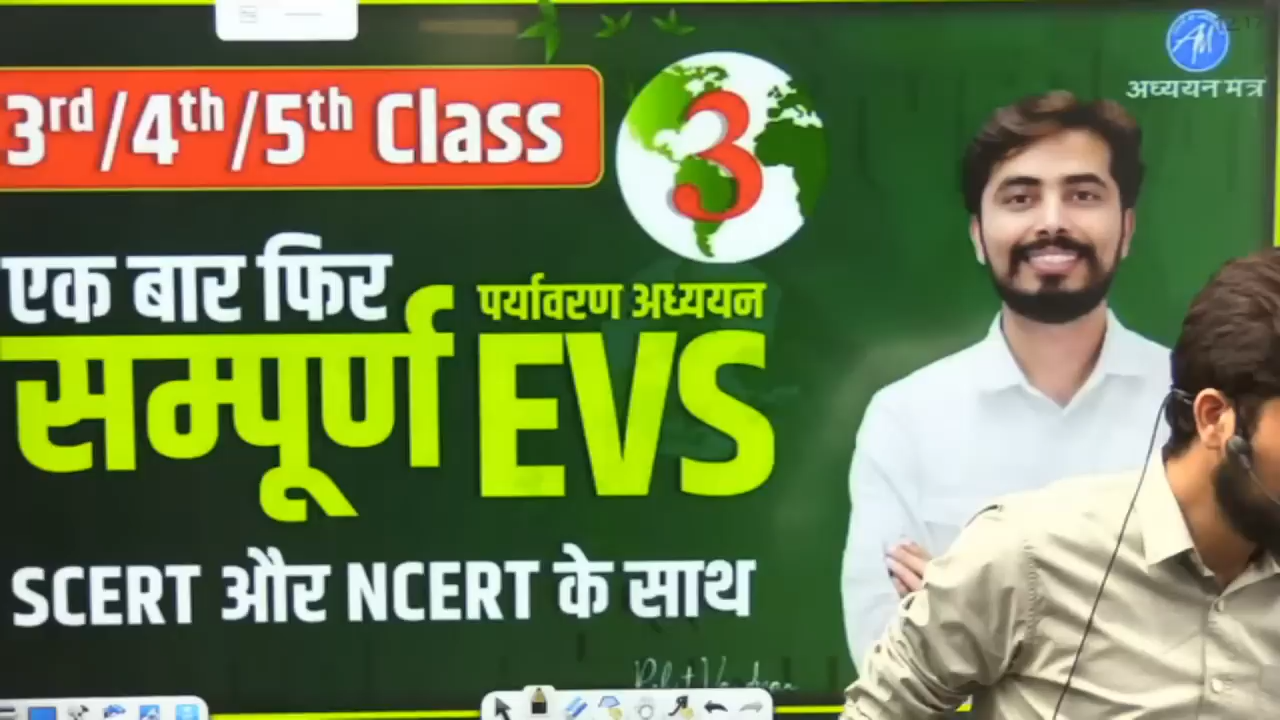 3rd/4th/5th Class
3
अध्ययन मंत्र
एक बार फिर
सम्पूर्ण
पर्यावरण अध्ययन
EVS
SCERT और NCERT के साथ